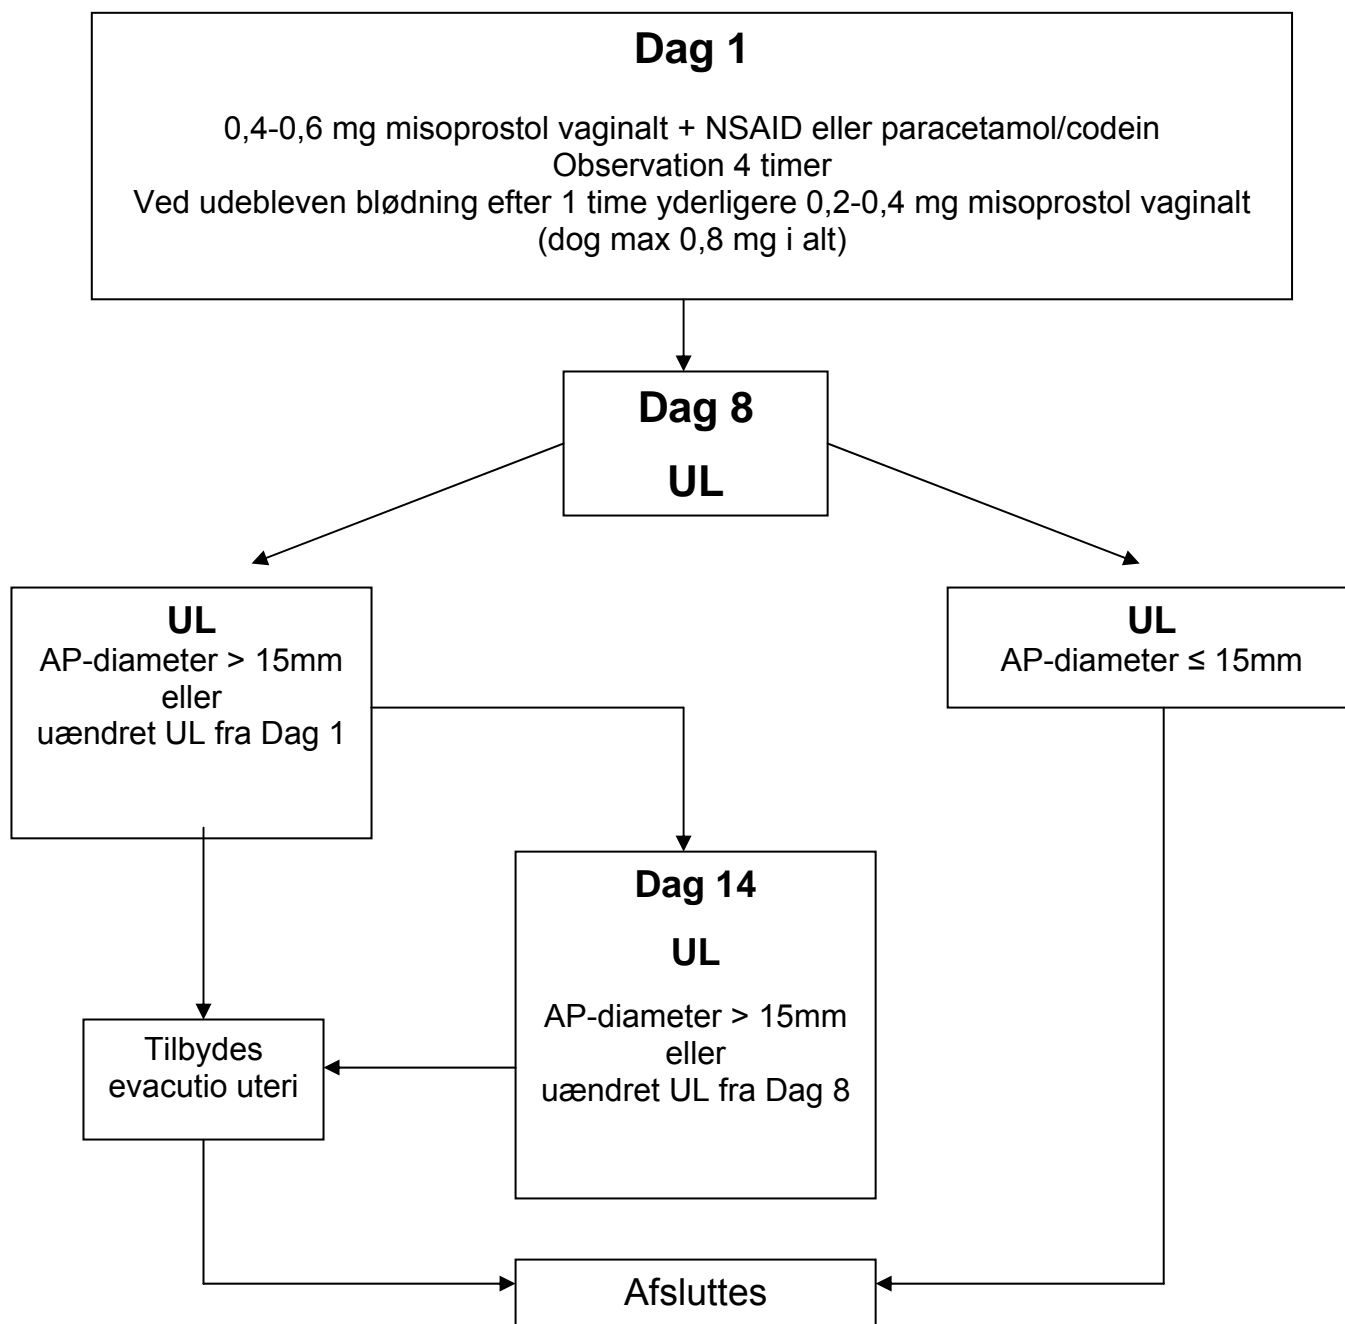 Dag 1
0,4-0,6 mg misoprostol vaginalt + NSAID eller paracetamol/codein
Observation 4 timer
Ved udebleven blødning efter 1 time yderligere 0,2-0,4 mg misoprostol vaginalt
(dog max 0,8 mg i alt)
Dag 8
UL
UL
AP-diameter > 15mm
eller
uændret UL fra Dag 1
UL
AP-diameter ≤ 15mm
Dag 14
UL
AP-diameter > 15mm
eller
uændret UL fra Dag 8
Tilbydes
evacutio uteri
Afsluttes